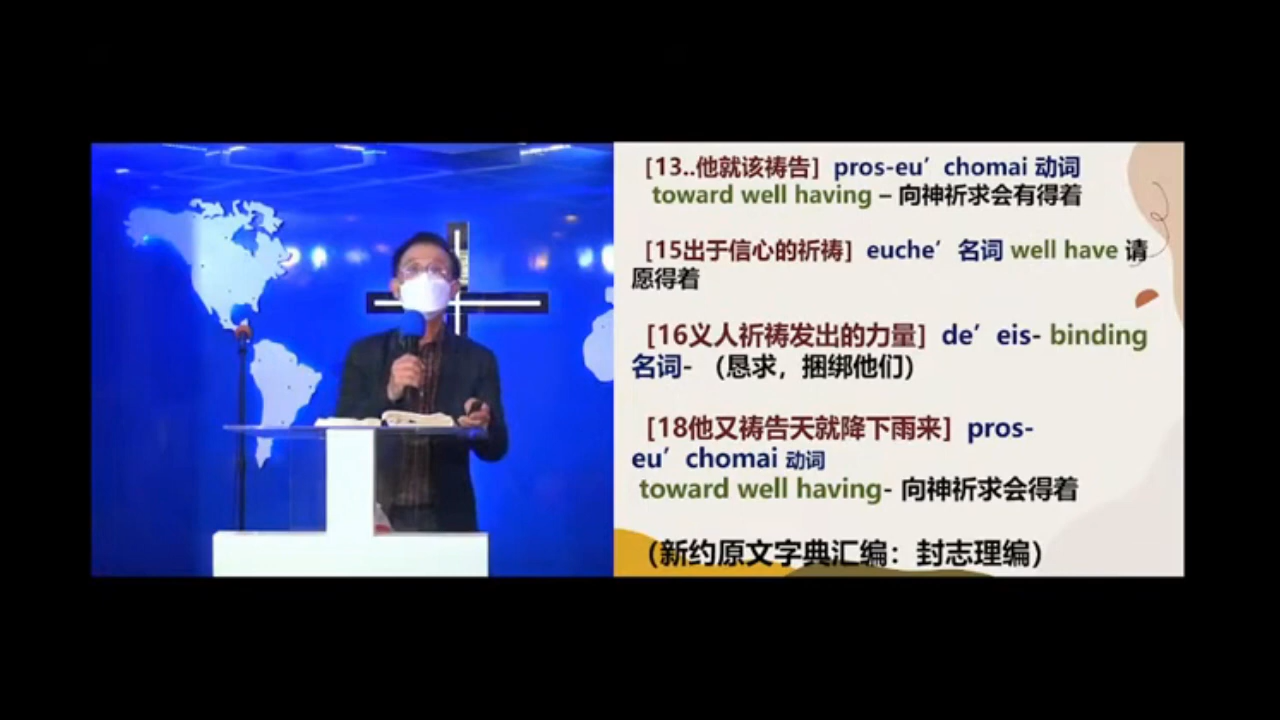 [13..他就该祷告] pros-eu’chomai 动词
toward well having – 向神祈求会有得着
[15出于信心的祈祷] euche’名词 well have 请
愿得着
[16义人祈祷发出的力量] de’eis- binding
名词- （恳求，捆绑他们）
[18他又祷告天就降下雨来] pros-
eu’chomai 动词
toward well having- 向神祈求会得着
（新约原文字典汇编：封志理编）